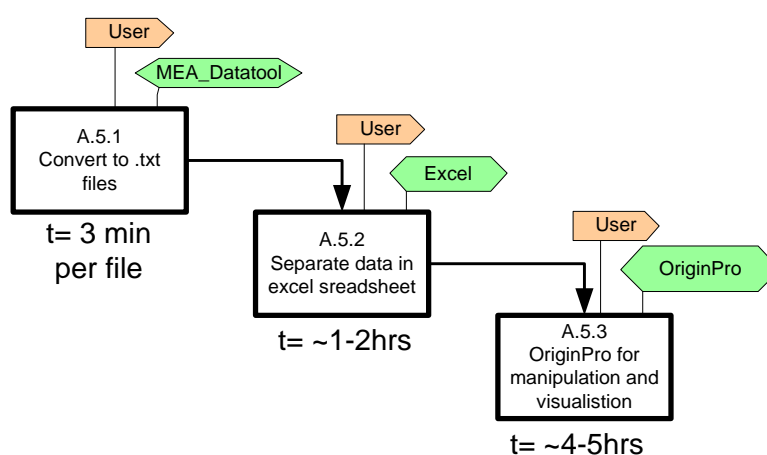 User
MEA_Datatool
A.5.1
Convert to .txt
files
t= 3 min
per file
User
Excel
A.5.2
Separate data in
excel sreadsheet
t= ~1-2hrs
User
OriginPro
A.5.3
OriginPro for
manipulation and
visualistion
t= ~4-5hrs